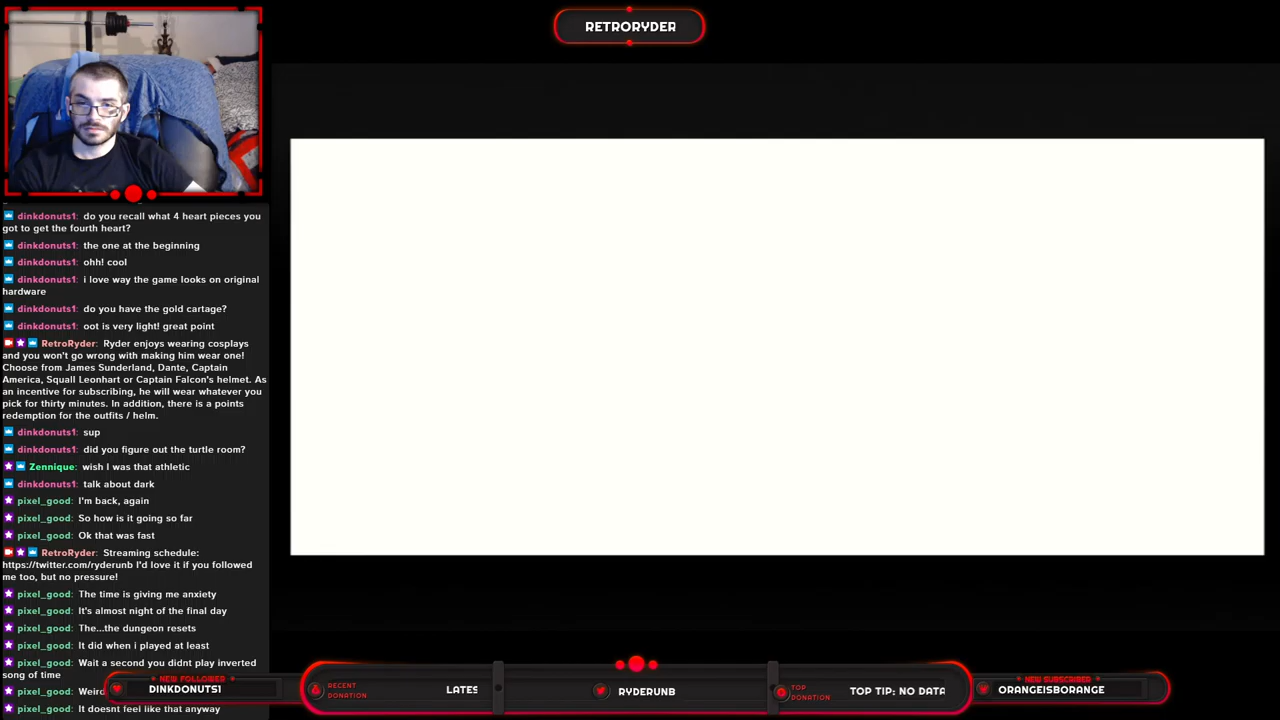 RETRORYDER
dinkdonuts1: do you recall what 4 heart pieces you
got to get the fourth heart?
dinkdonuts1: the one at the beginning
dinkdonuts1: ohh! cool
dinkdonuts1: i love way the game looks on original
hardware
dinkdonuts1: do you have the gold cartage?
dinkdonuts1: oot is very light! great point
RetroRyder: Ryder enjoys wearing cosplays
and you won't go wrong with making him wear one!
Choose from James Sunderland, Dante, Captain
America, Squall Leonhart or Captain Falcon's helmet. As
an incentive for subscribing, he will wear whatever you
pick for thirty minutes. In addition, there is a points
redemption for the outfits / helm.
dinkdonuts1: sup
dinkdonuts1: did you figure out the turtle room?
Zennique: wish I was that athletic
dinkdonuts1: talk about dark
pixel_good: I'm back, again
pixel_good: So how is it going so far
pixel_good: Ok that was fast
RetroRyder: Streaming schedule:
https://twitter.com/ryderunb I'd love it if you followed
me too, but no pressure!
pixel_good: The time is giving me anxiety
pixel_good: It's almost night of the final day
pixel_good: The...the dungeon resets
pixel_good: It did when i played at least
pixel_good: Wait a second you didnt play inverted
song of time
pixel_good: Weird
pixel_good: It doesnt feel like that anyway
NEW FOLLOWER
DINKDONUTS1
RECENT
DONATION
LATES
RYDERUNB
TOP
DONATION
TOP TIP: NO DATA
NEW SUBSCRIBER
ORANGEISBORANGE